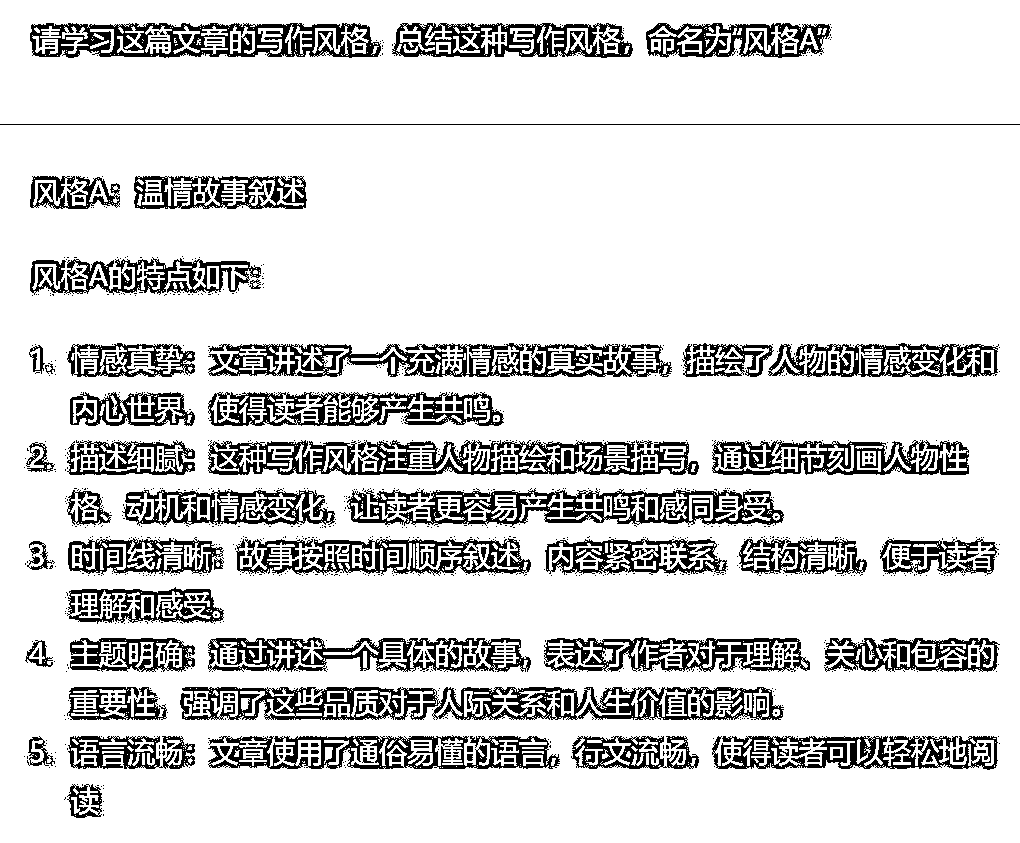 请学习这篇文章的写作风格，总结这种写作风格，命名为“风格A”
风格A：温情故事叙述
风格A的特点如下：
1. 情感真挚：文章讲述了一个充满情感的真实故事，描绘了人物的情感变化和
内心世界，使得读者能够产生共鸣。
2. 描述细腻：这种写作风格注重人物描绘和场景描写，通过细节刻画人物性
格、动机和情感变化，让读者更容易产生共鸣和感同身受。
3. 时间线清晰：故事按照时间顺序叙述，内容紧密联系，结构清晰，便于读者
理解和感受。
4. 主题明确：通过讲述一个具体的故事，表达了作者对于理解、关心和包容的
重要性，强调了这些品质对于人际关系和人生价值的影响。
5. 语言流畅：文章使用了通俗易懂的语言，行文流畅，使得读者可以轻松地阅
读